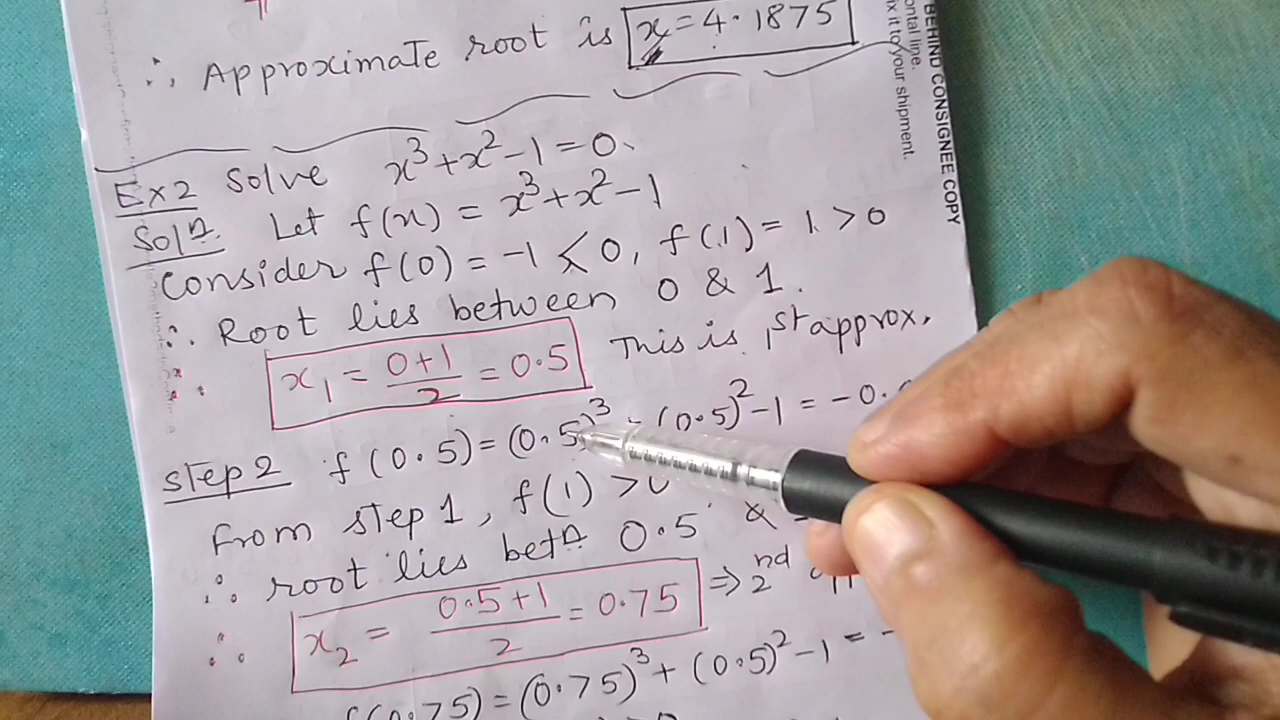 ∴ Approximate root is x = 4.1875
Ex2 Solve x³+x²-1=0.
Solⁿ. Let f(x) = x³+x²-1
Consider f(0) = -1 < 0, f(1) = 1 > 0
∴ Root lies between 0 & 1.
∴ x₁ = (0+1)/2 = 0.5 This is 1st approx.
Step 2 f(0.5) = (0.5)³ (0.5)²-1 = -0.
From step 1, f(1) >
∴ root lies betⁿ 0.5 &
∴ x₂ = (0.5+1)/2 = 0.75 ⇒ 2nd
f(0.75) = (0.75)³ + (0.5)²-1 = -
BEHIND CONSIGNEE COPY
ontal line.
ix it to your shipment.